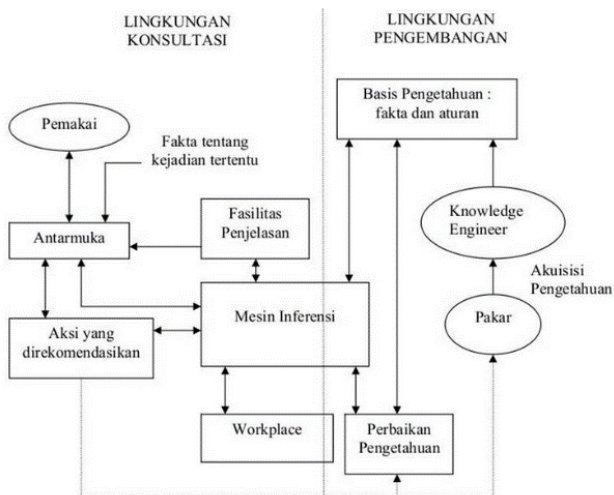 LINGKUNGAN
KONSULTASI
LINGKUNGAN
PENGEMBANGAN
Basis Pengetahuan :
fakta dan aturan
Pemakai
Fakta tentang
kejadian tertentu
Fasilitas
Penjelasan
Knowledge
Engineer
Antarmuka
Akuisisi
Pengetahuan
Mesin Inferensi
Pakar
Aksi yang
direkomendasikan
Workplace
Perbaikan
Pengetahuan